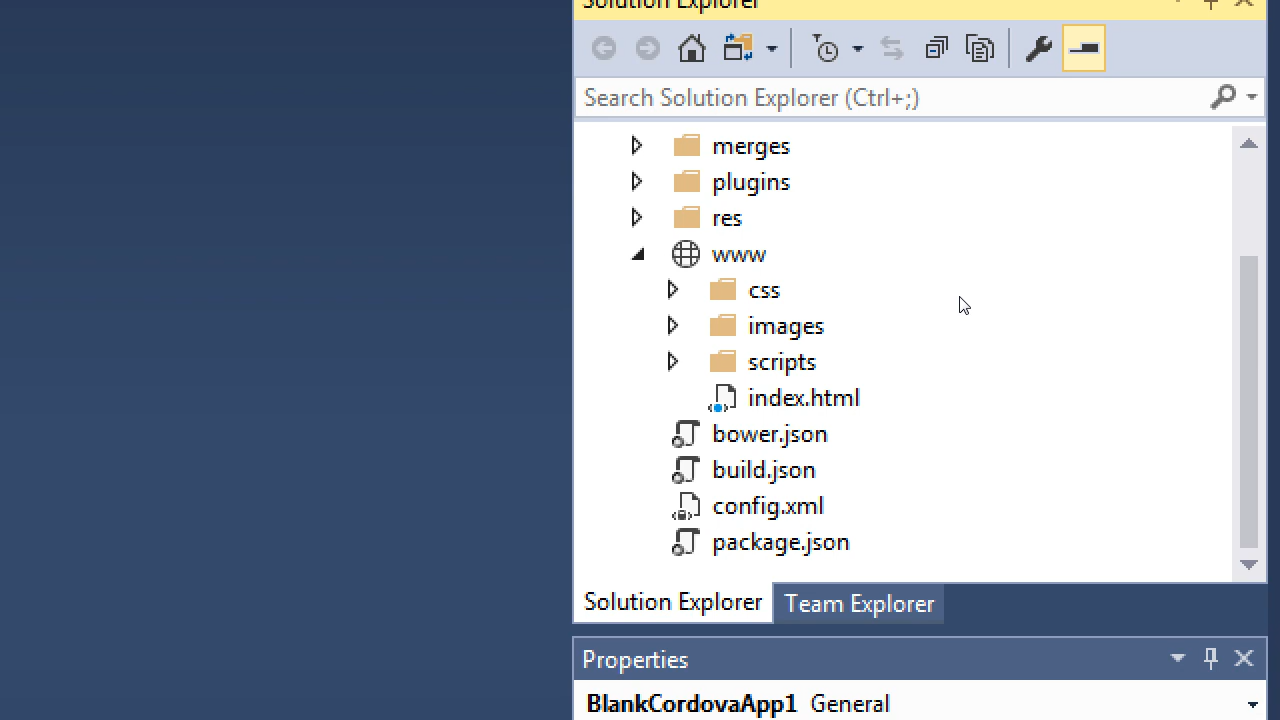 Solution Explorer
Search Solution Explorer (Ctrl+;)
merges
plugins
res
www
css
images
scripts
index.html
bower.json
build.json
config.xml
package.json
Solution Explorer Team Explorer
Properties
BlankCordovaApp1 General